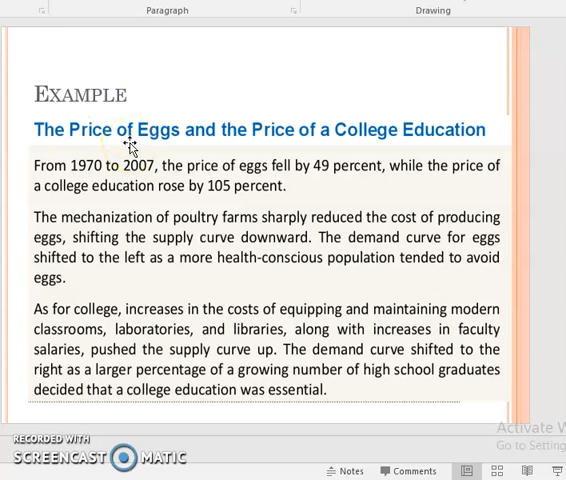 Paragraph
Drawing
EXAMPLE
The Price of Eggs and the Price of a College Education
From 1970 to 2007, the price of eggs fell by 49 percent, while the price of
a college education rose by 105 percent.
The mechanization of poultry farms sharply reduced the cost of producing
eggs, shifting the supply curve downward. The demand curve for eggs
shifted to the left as a more health-conscious population tended to avoid
eggs.
As for college, increases in the costs of equipping and maintaining modern
classrooms, laboratories, and libraries, along with increases in faculty
salaries, pushed the supply curve up. The demand curve shifted to the
right as a larger percentage of a growing number of high school graduates
decided that a college education was essential.
Activate W
Go to Setting
RECORDED WITH
SCREENCAST MATIC
Notes
Comments